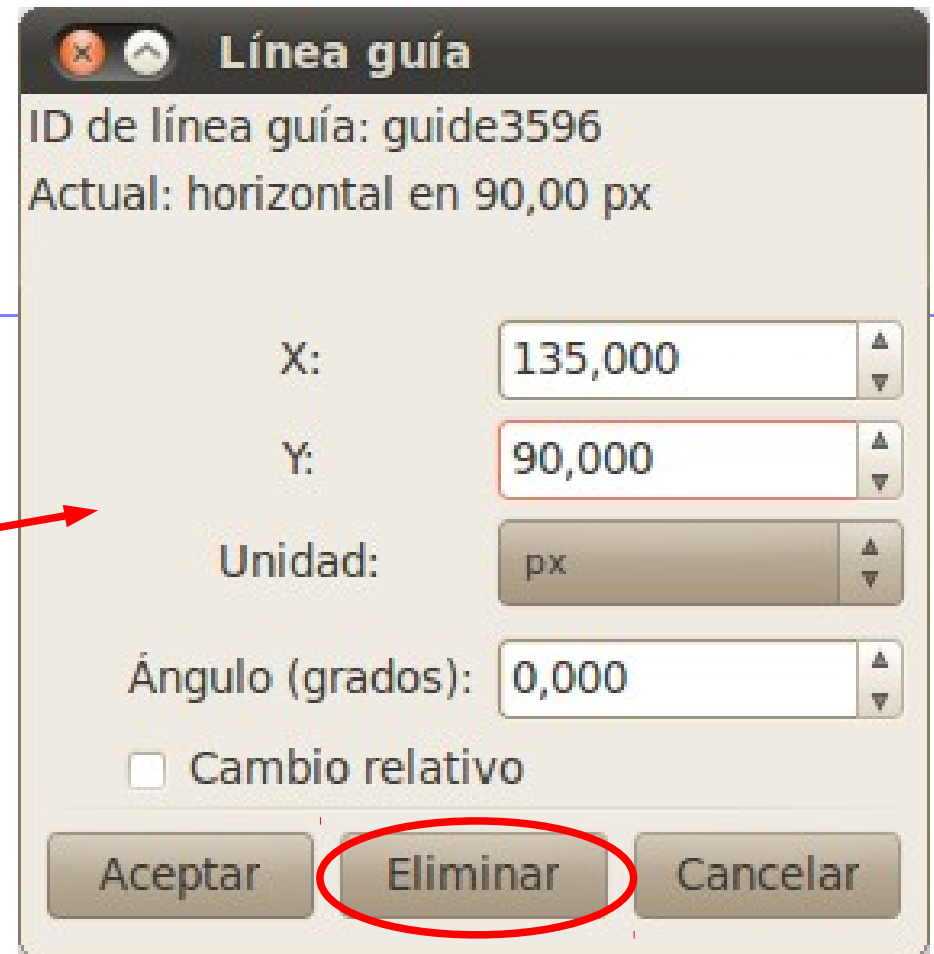 Línea guía
ID de línea guía: guide3596
Actual: horizontal en 90,00 px
X: 135,000
Y: 90,000
Unidad: px
Ángulo (grados): 0,000
Cambio relativo
Aceptar Eliminar Cancelar